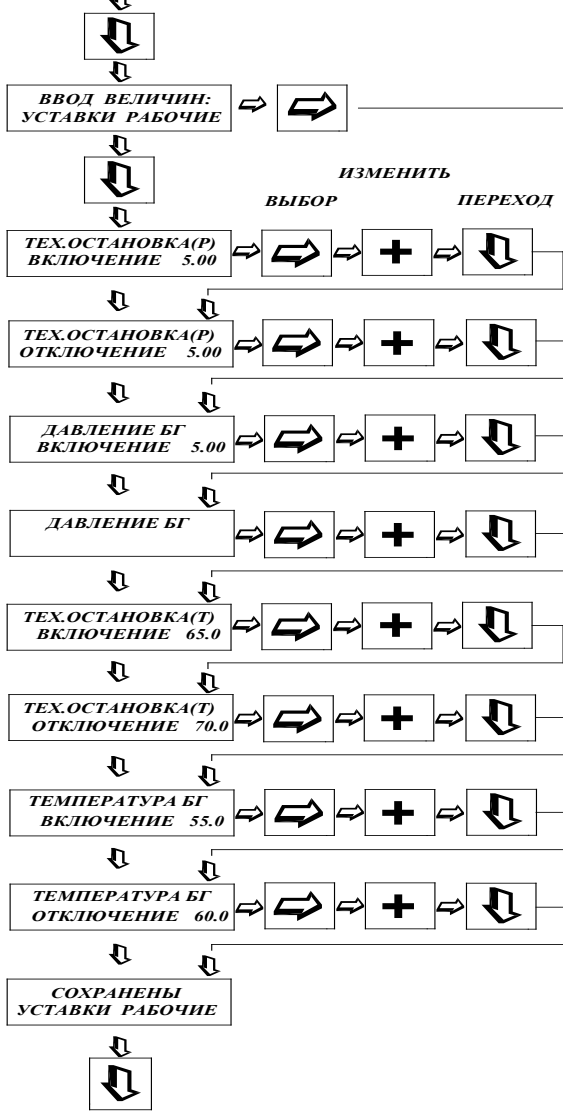 ВВОД ВЕЛИЧИН:
УСТАВКИ РАБОЧИЕ
ИЗМЕНИТЬ
ВЫБОР ПЕРЕХОД
ТЕХ.ОСТАНОВКА(Р)
ВКЛЮЧЕНИЕ 5.00
ТЕХ.ОСТАНОВКА(Р)
ОТКЛЮЧЕНИЕ 5.00
ДАВЛЕНИЕ БГ
ВКЛЮЧЕНИЕ 5.00
ДАВЛЕНИЕ БГ
ТЕХ.ОСТАНОВКА(Т)
ВКЛЮЧЕНИЕ 65.0
ТЕХ.ОСТАНОВКА(Т)
ОТКЛЮЧЕНИЕ 70.0
ТЕМПЕРАТУРА БГ
ВКЛЮЧЕНИЕ 55.0
ТЕМПЕРАТУРА БГ
ОТКЛЮЧЕНИЕ 60.0
СОХРАНЕНЫ
УСТАВКИ РАБОЧИЕ